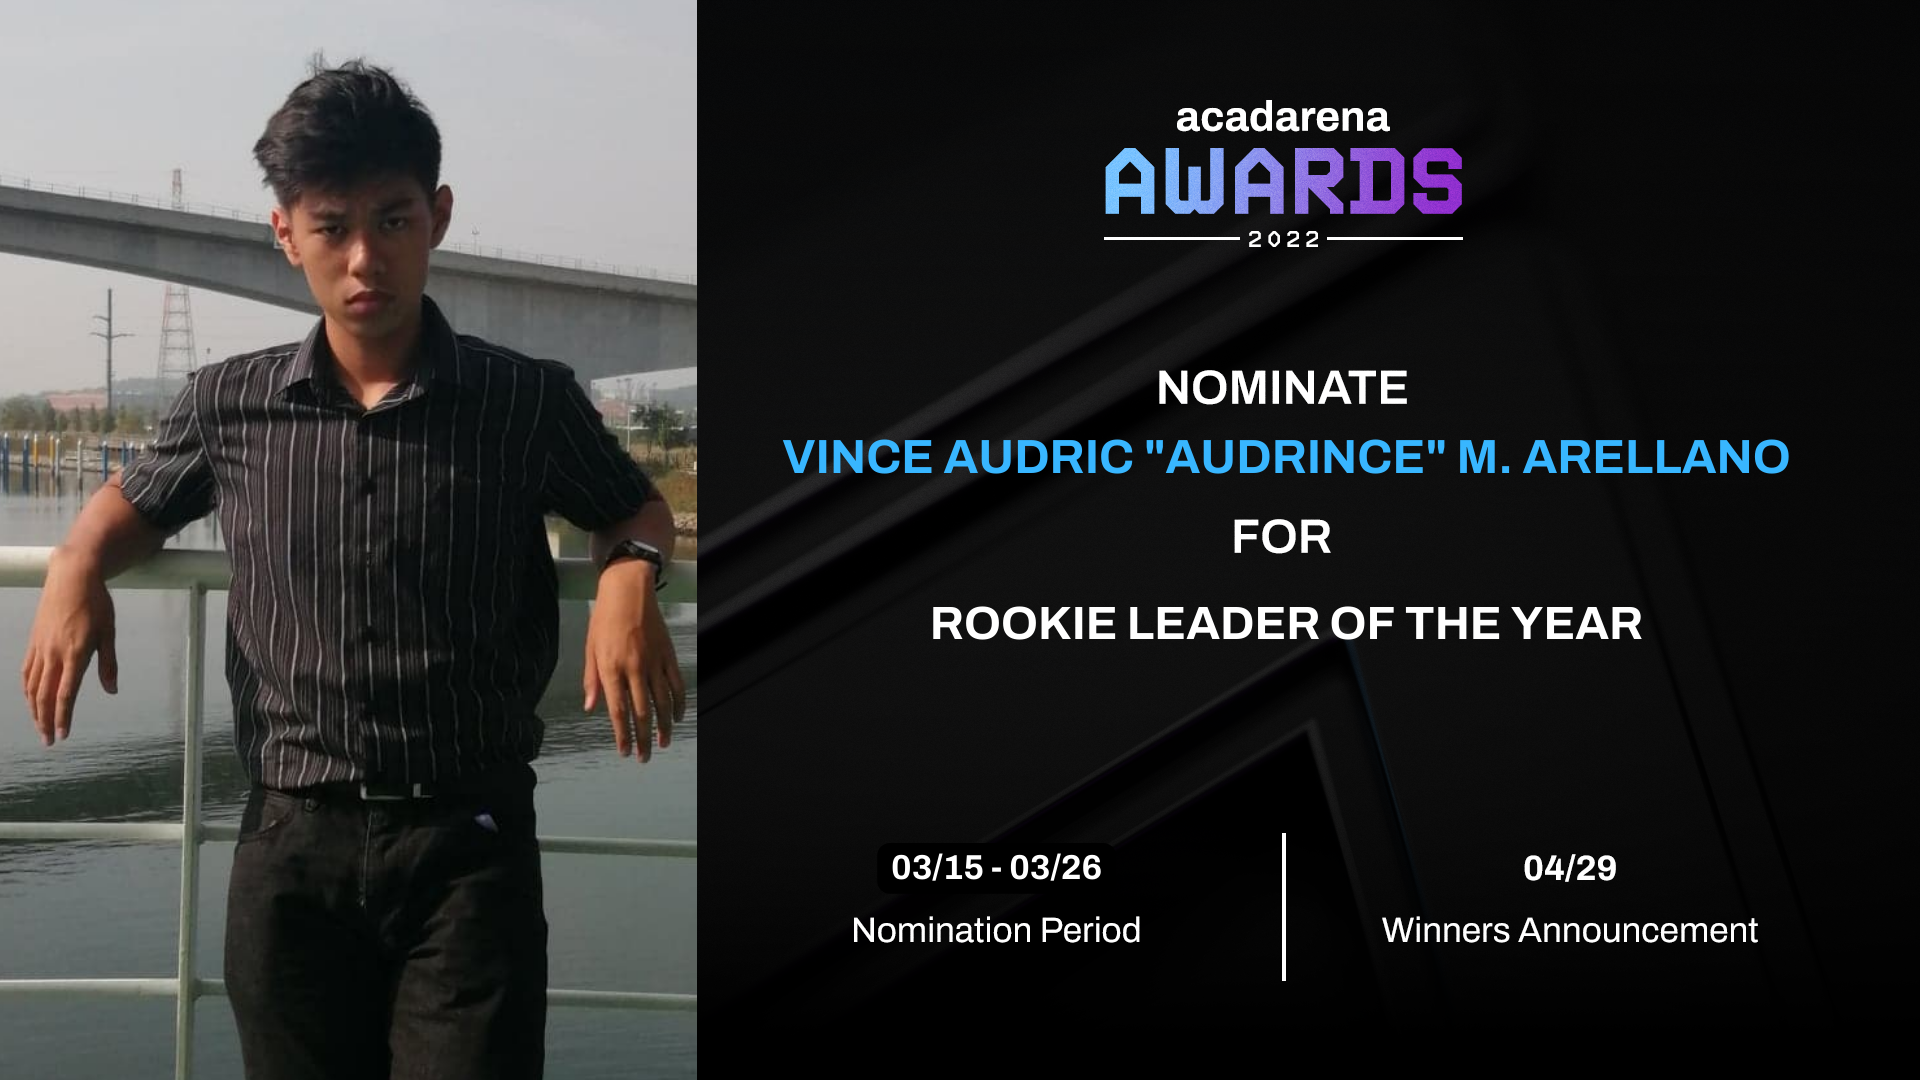 acadarena
AWARDS
2022
NOMINATE
VINCE AUDRIC "AUDRINCE" M. ARELLANO
FOR
ROOKIE LEADER OF THE YEAR
03/15 - 03/26
Nomination Period
04/29
Winners Announcement